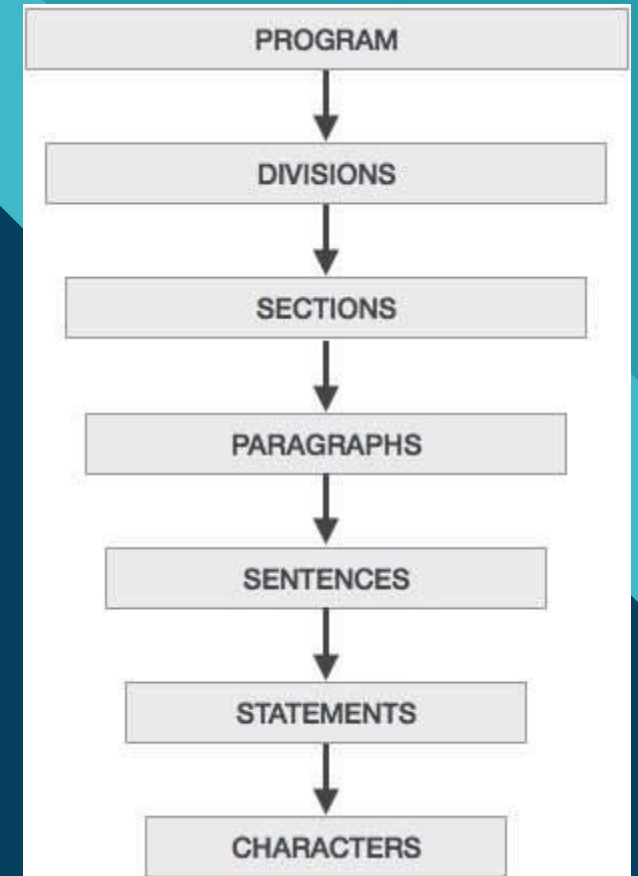 PROGRAM
DIVISIONS
SECTIONS
PARAGRAPHS
SENTENCES
STATEMENTS
CHARACTERS